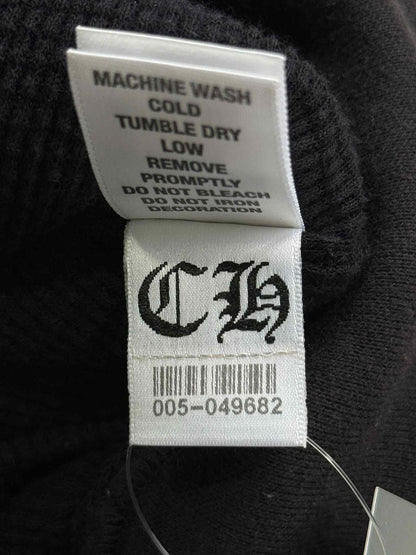 MACHINE WASH
COLD
TUMBLE DRY
LOW
REMOVE
PROMPTLY
DO NOT BLEACH
DO NOT IRON
DECORATION
CH
005-049682